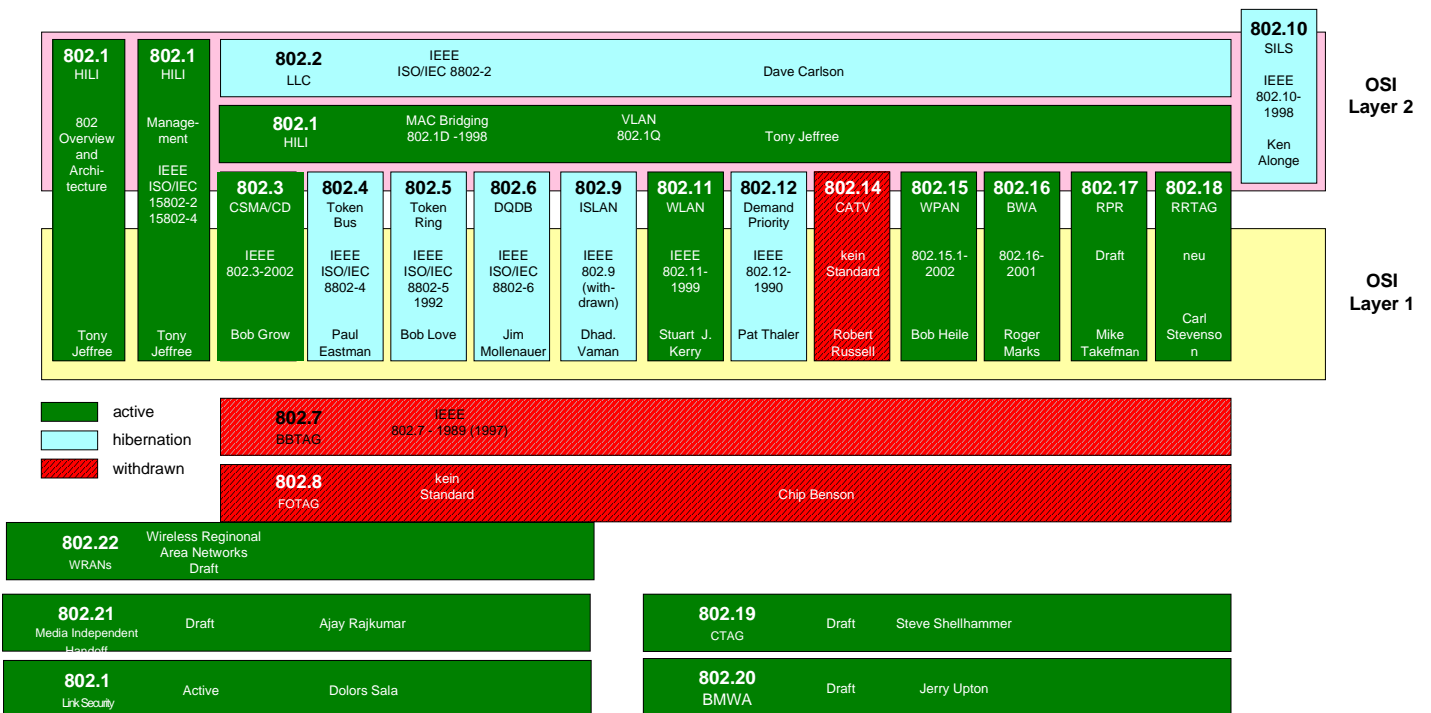 802.1
HILI
802
Overview
and
Archi-
tecture
Tony
Jeffree
802.1
HILI
Manage-
ment
IEEE
ISO/IEC
15802-2
15802-4
Tony
Jeffree
802.2
LLC
IEEE
ISO/IEC 8802-2
Dave Carlson
802.1
HILI
MAC Bridging
802.1D -1998
VLAN
802.1Q
Tony Jeffree
802.10
SILS
IEEE
802.10-
1998
Ken
Alonge
OSI
Layer 2
802.3
CSMA/CD
IEEE
802.3-2002
Bob Grow
802.4
Token
Bus
IEEE
ISO/IEC
8802-4
Paul
Eastman
802.5
Token
Ring
IEEE
ISO/IEC
8802-5
1992
Bob Love
802.6
DQDB
IEEE
ISO/IEC
8802-6
Jim
Mollenauer
802.9
ISLAN
IEEE
802.9
(with-
drawn)
Dhad.
Vaman
802.11
WLAN
IEEE
802.11-
1999
Stuart J.
Kerry
802.12
Demand
Priority
IEEE
802.12-
1990
Pat Thaler
802.14
CATV
kein
Standard
Robert
Russell
802.15
WPAN
802.15.1-
2002
Bob Heile
802.16
BWA
802.16-
2001
Roger
Marks
802.17
RPR
Draft
Mike
Takefman
802.18
RRTAG
neu
Carl
Stevenso
n
OSI
Layer 1
active
hibernation
withdrawn
802.7
BBTAG
IEEE
802.7 - 1989 (1997)
802.8
FOTAG
kein
Standard
Chip Benson
802.22
WRANs
Wireless Reginonal
Area Networks
Draft
802.21
Media Independent
Handoff
Draft
Ajay Rajkumar
802.19
CTAG
Draft
Steve Shellhammer
802.1
Link Security
Active
Dolors Sala
802.20
BMWA
Draft
Jerry Upton